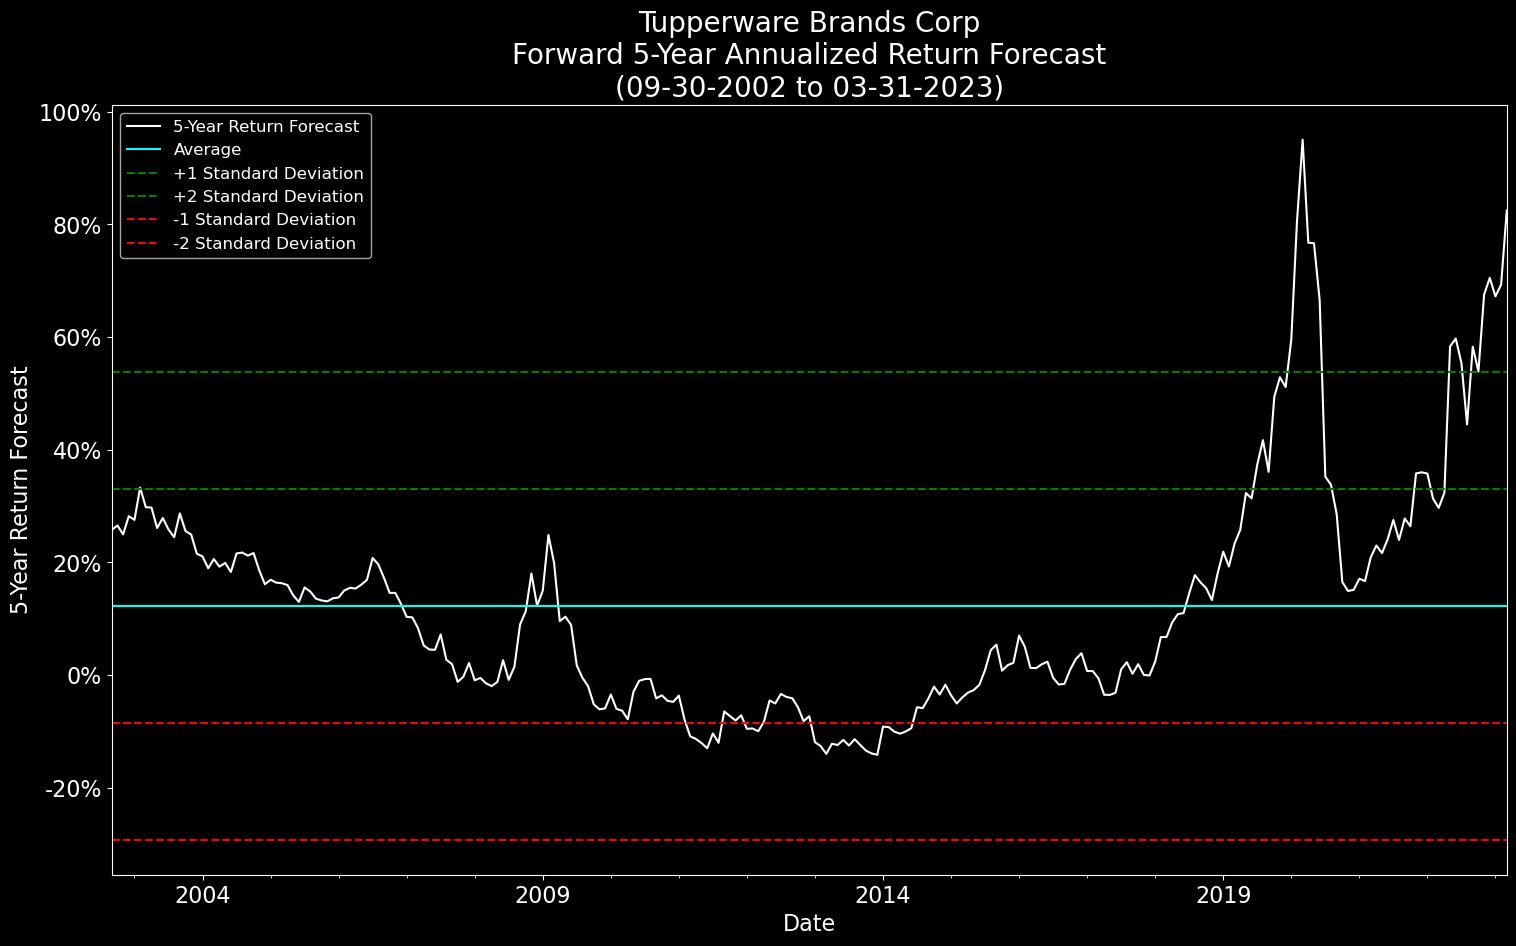 Tupperware Brands Corp
Forward 5-Year Annualized Return Forecast
(09-30-2002 to 03-31-2023)
100%
80%
60%
40%
20%
0%
-20%
5-Year Return Forecast
5-Year Return Forecast
Average
+1 Standard Deviation
+2 Standard Deviation
-1 Standard Deviation
-2 Standard Deviation
2004
2009
2014
2019
Date